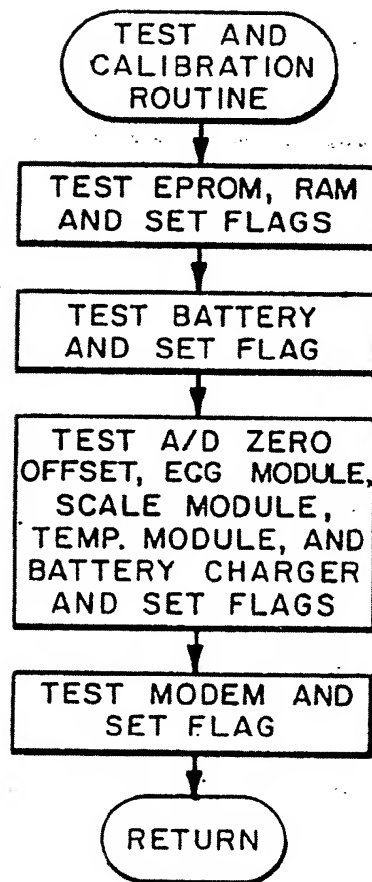 TEST AND
CALIBRATION
ROUTINE
TEST EPROM, RAM
AND SET FLAGS
TEST BATTERY
AND SET FLAG
TEST A/D ZERO
OFFSET, ECG MODULE,
SCALE MODULE,
TEMP. MODULE, AND
BATTERY CHARGER
AND SET FLAGS
TEST MODEM AND
SET FLAG
RETURN